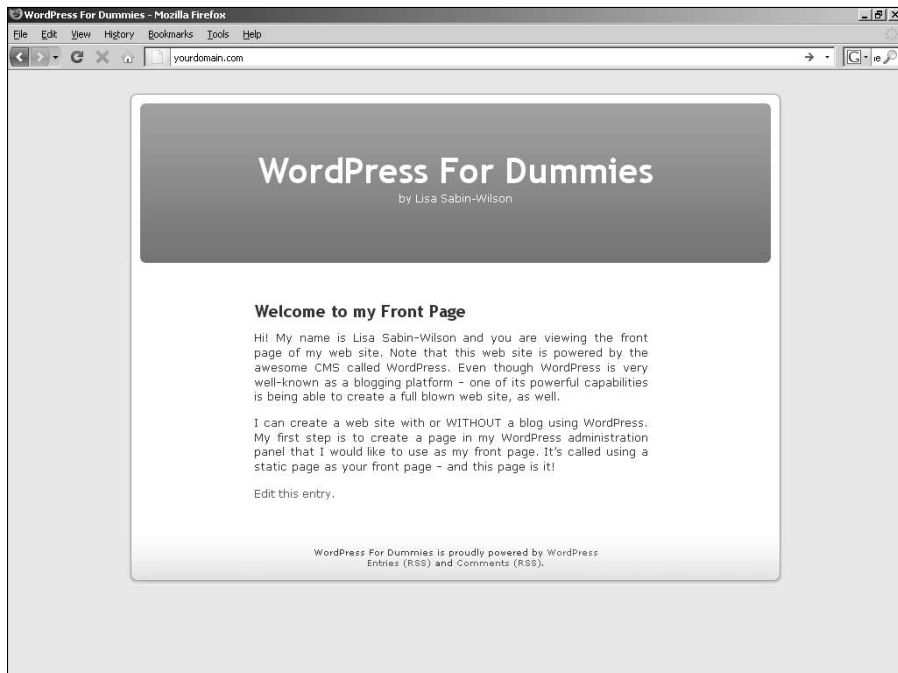 WordPress For Dummies - Mozilla Firefox
File Edit View History Bookmarks Tools Help
yourdomain.com
G
WordPress For Dummies
by Lisa Sabin-Wilson
Welcome to my Front Page
Hi! My name is Lisa Sabin-Wilson and you are viewing the front
page of my web site. Note that this web site is powered by the
awesome CMS called WordPress. Even though WordPress is very
well-known as a blogging platform – one of its powerful capabilities
is being able to create a full blown web site, as well.
I can create a web site with or WITHOUT a blog using WordPress.
My first step is to create a page in my WordPress administration
panel that I would like to use as my front page. It's called using a
static page as your front page – and this page is it!
Edit this entry.
WordPress For Dummies is proudly powered by WordPress
Entries (RSS) and Comments (RSS).